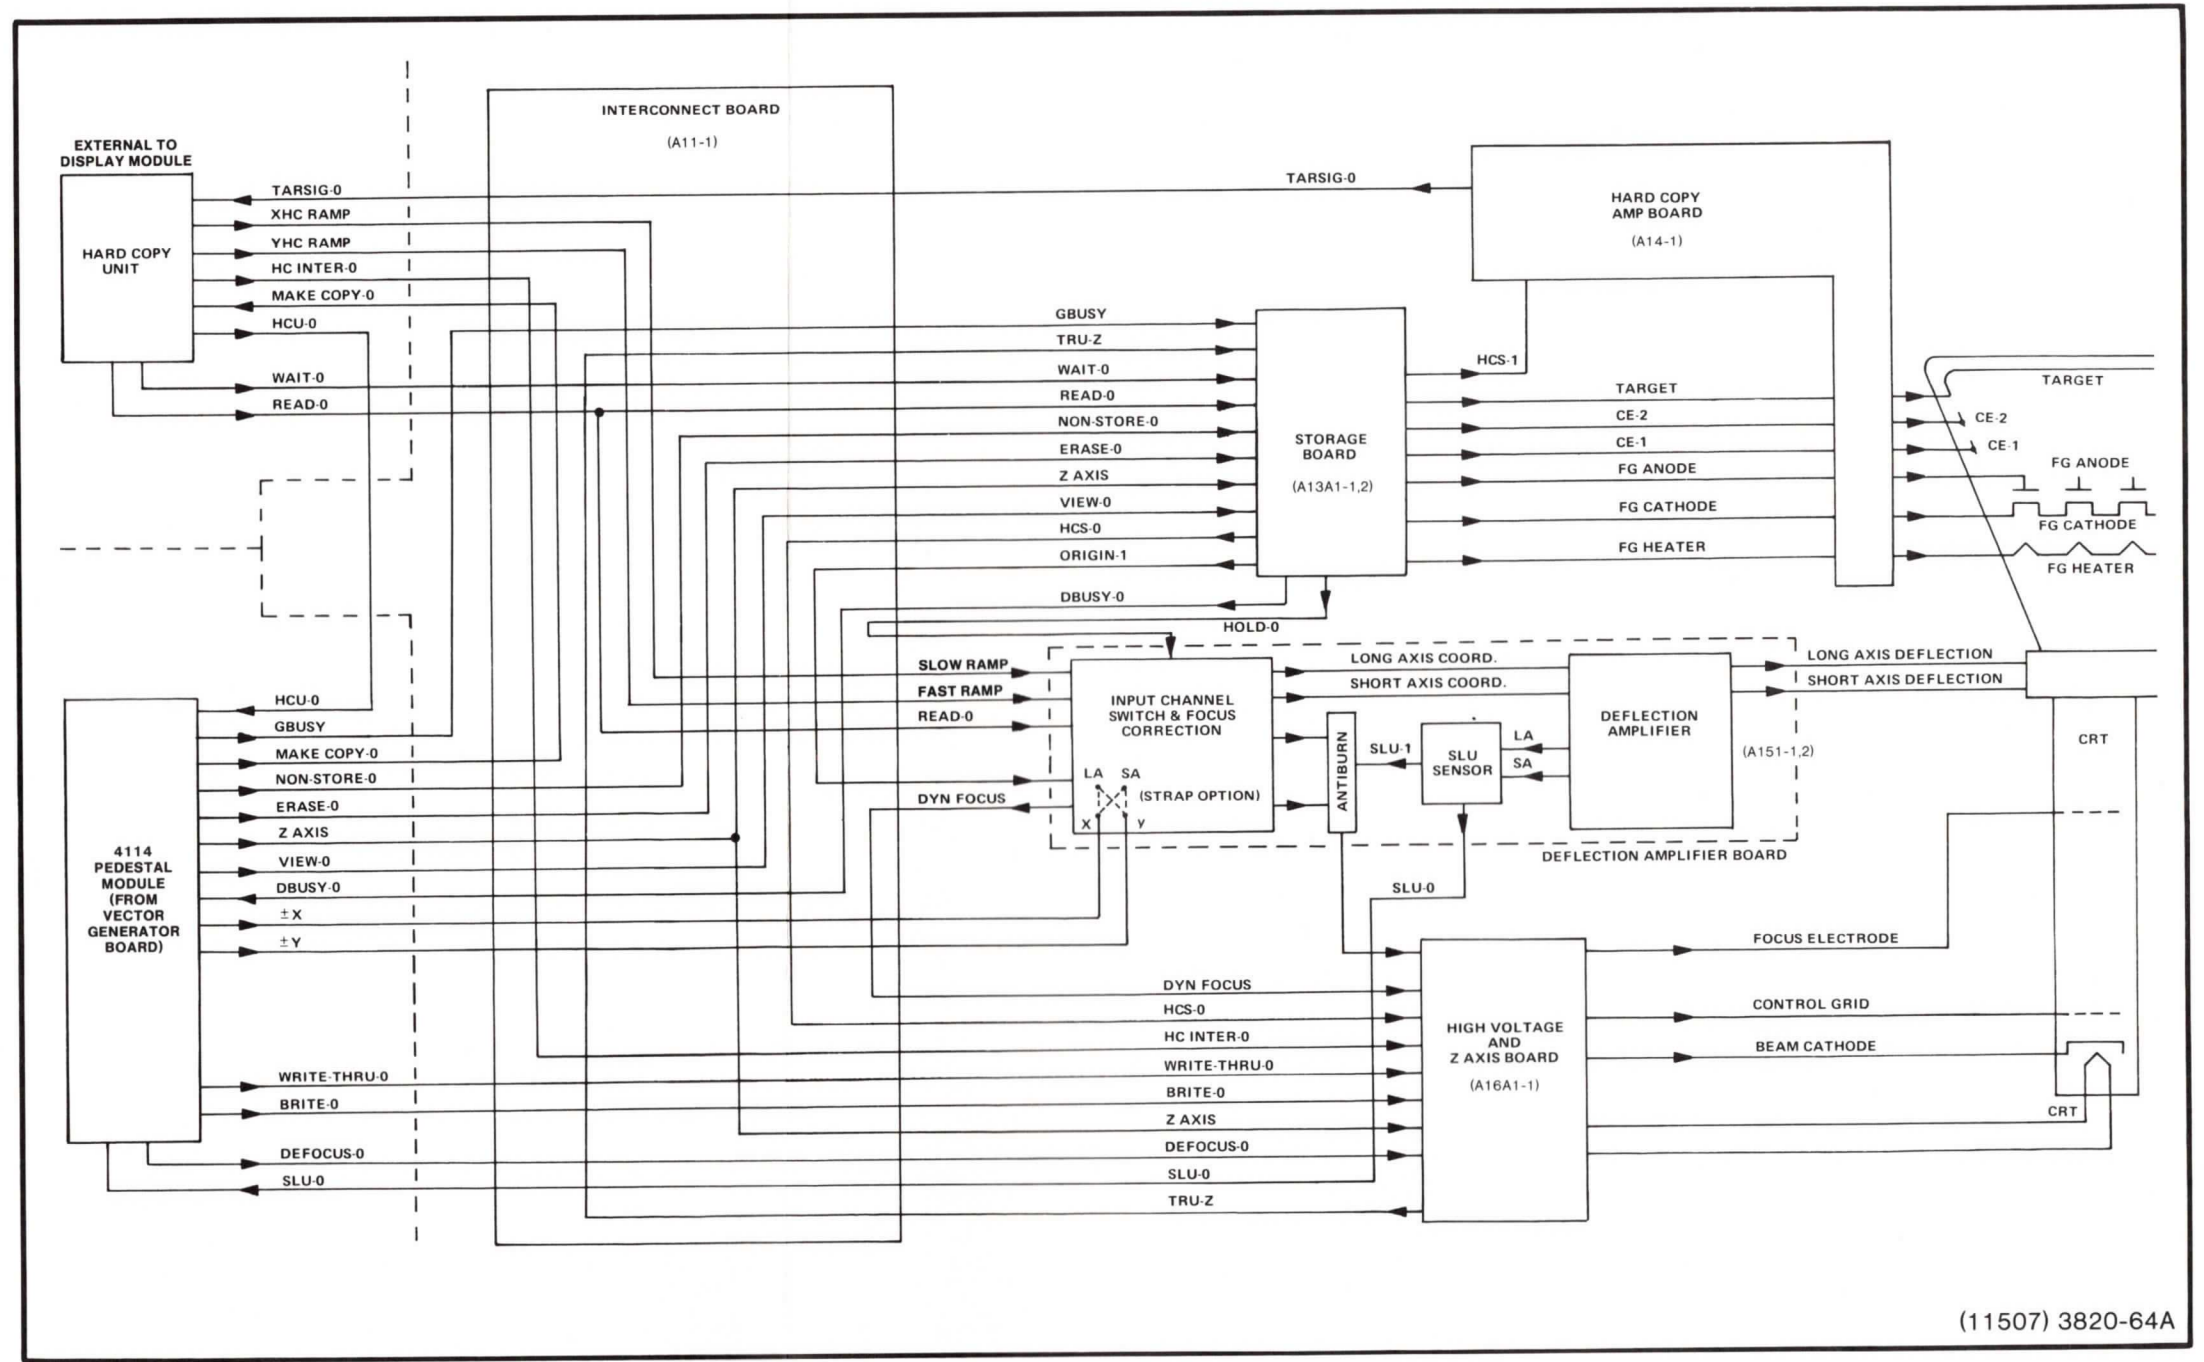 INTERCONNECT BOARD
(A11-1)
EXTERNAL TO
DISPLAY MODULE
HARD COPY
UNIT
TARSIG-0
XHC RAMP
YHC RAMP
HC INTER-0
MAKE COPY-0
HCU-0
WAIT-0
READ-0
TARSIG-0
HARD COPY
AMP BOARD
(A14-1)
GBUSY
TRU-Z
WAIT-0
READ-0
NON-STORE-0
ERASE-0
Z AXIS
VIEW-0
HCS-0
ORIGIN-1
DBUSY-0
STORAGE
BOARD
(A13A1-1,2)
HCS-1
TARGET
CE-2
CE-1
FG ANODE
FG CATHODE
FG HEATER
TARGET
CE-2
CE-1
FG ANODE
FG CATHODE
FG HEATER
HOLD-0
SLOW RAMP
FAST RAMP
READ-0
DYN FOCUS
INPUT CHANNEL
SWITCH & FOCUS
CORRECTION
LA SA
(STRAP OPTION)
X Y
LONG AXIS COORD.
SHORT AXIS COORD.
ANTIBURN
SLU-1
SLU
SENSOR
LA
SA
DEFLECTION
AMPLIFIER
(A151-1,2)
LONG AXIS DEFLECTION
SHORT AXIS DEFLECTION
CRT
DEFLECTION AMPLIFIER BOARD
SLU-0
4114
PEDESTAL
MODULE
(FROM
VECTOR
GENERATOR
BOARD)
HCU-0
GBUSY
MAKE COPY-0
NON-STORE-0
ERASE-0
Z AXIS
VIEW-0
DBUSY-0
±X
±Y
WRITE-THRU-0
BRITE-0
DEFOCUS-0
SLU-0
DYN FOCUS
HCS-0
HC INTER-0
WRITE-THRU-0
BRITE-0
Z AXIS
DEFOCUS-0
SLU-0
TRU-Z
HIGH VOLTAGE
AND
Z AXIS BOARD
(A16A1-1)
FOCUS ELECTRODE
CONTROL GRID
BEAM CATHODE
CRT
(11507) 3820-64A